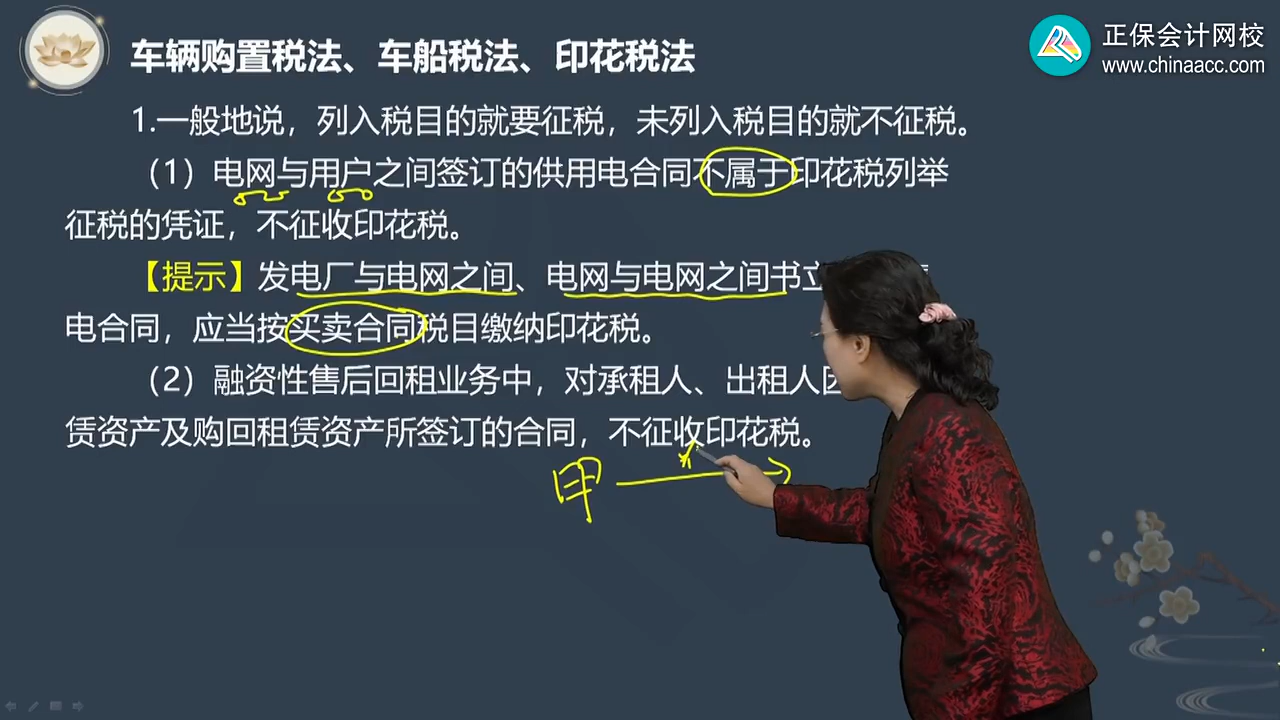 正保会计网校
www.chinaacc.com
车辆购置税法、车船税法、印花税法
1.一般地说，列入税目的就要征税，未列入税目的就不征税。
（1）电网与用户之间签订的供用电合同不属于印花税列举
征税的凭证，不征收印花税。
【提示】发电厂与电网之间、电网与电网之间书立
电合同，应当按买卖合同税目缴纳印花税。
（2）融资性售后回租业务中，对承租人、出租人因
赁资产及购回租赁资产所签订的合同，不征收印花税。
甲